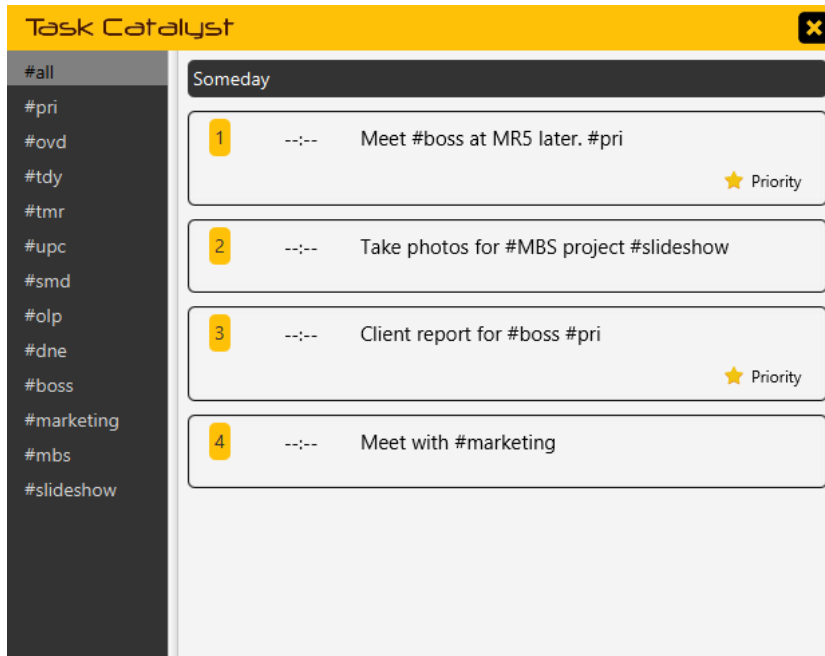 Task Catalyst
#all
#pri
#ovd
#tdy
#tmr
#upc
#smd
#olp
#dne
#boss
#marketing
#mbs
#slideshow
Someday
1 --:-- Meet #boss at MR5 later. #pri
Priority
2 --:-- Take photos for #MBS project #slideshow
3 --:-- Client report for #boss #pri
Priority
4 --:-- Meet with #marketing